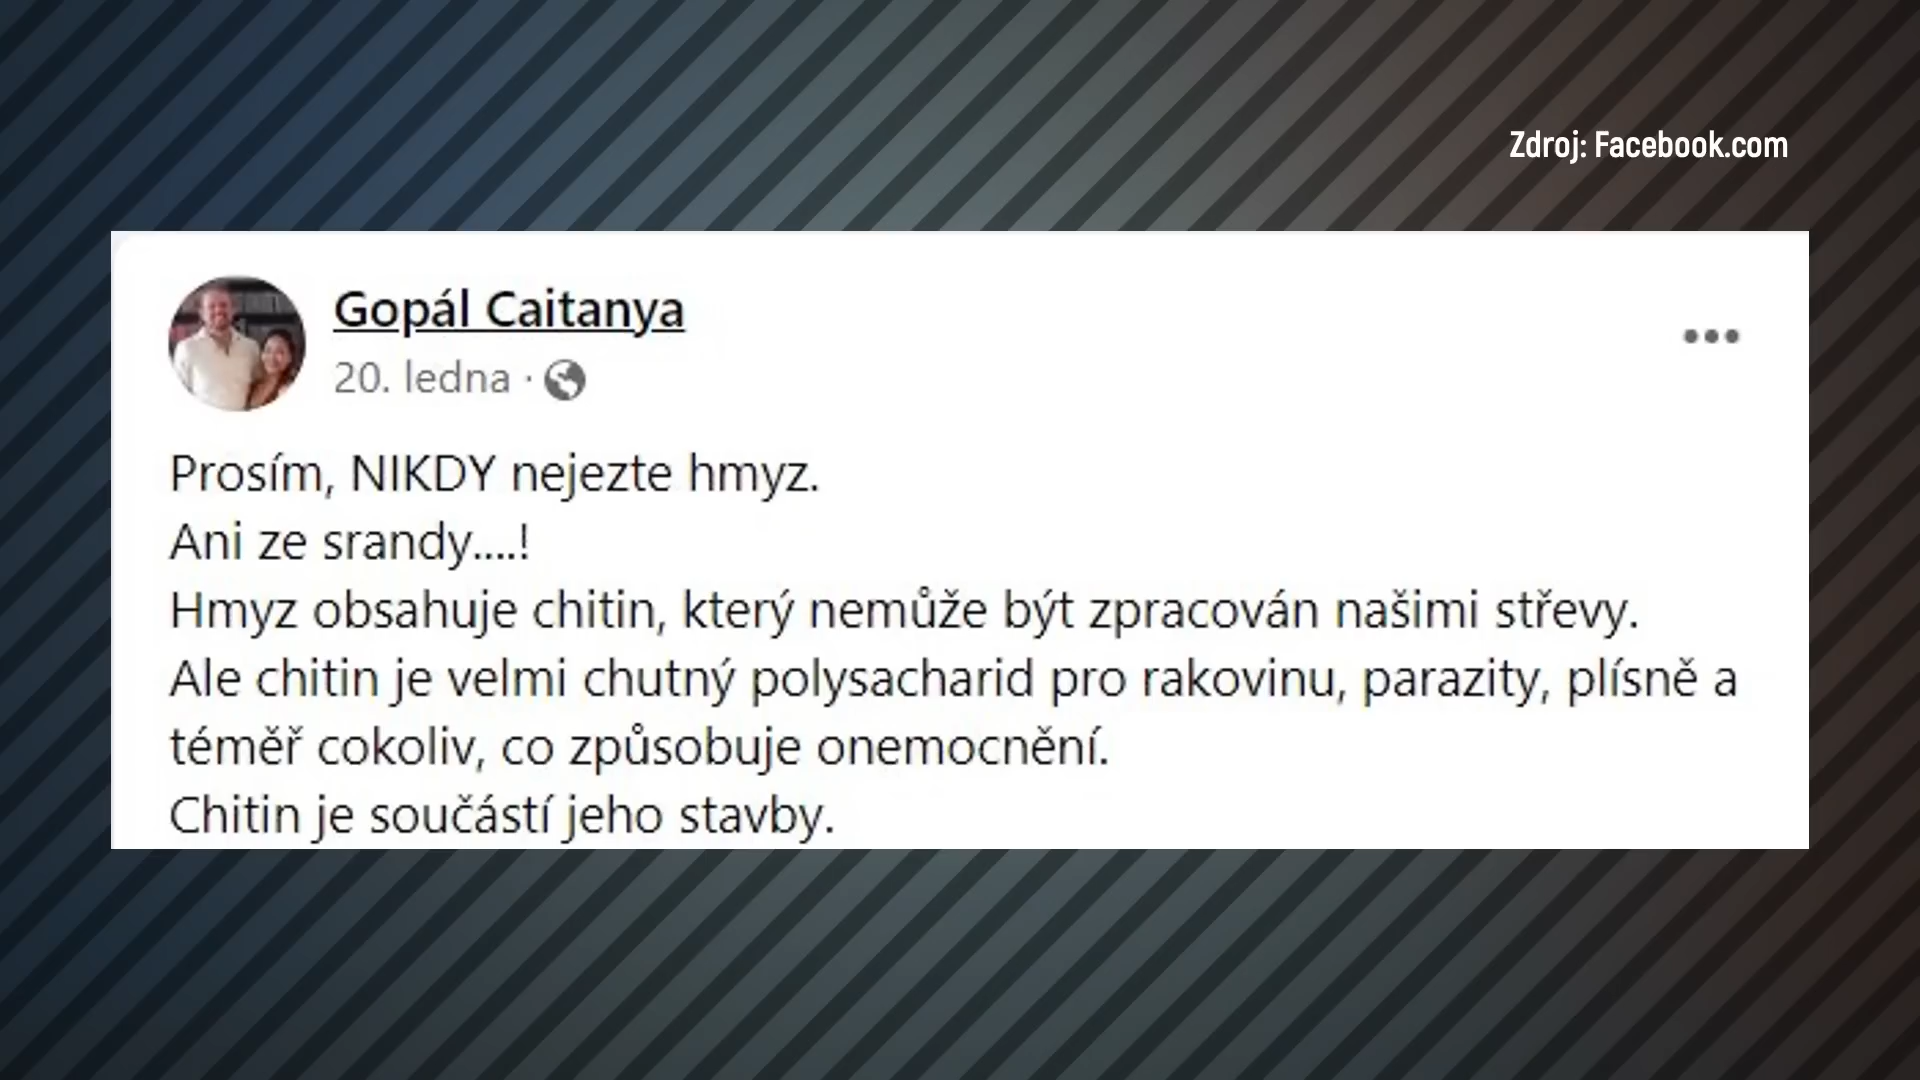 Zdroj: Facebook.com
Gopál Caitanya
20. ledna ·
Prosím, NIKDY nejezte hmyz.
Ani ze srandy....!
Hmyz obsahuje chitin, který nemůže být zpracován našimi střevy.
Ale chitin je velmi chutný polysacharid pro rakovinu, parazity, plísně a
téměř cokoliv, co způsobuje onemocnění.
Chitin je součástí jeho stavby.